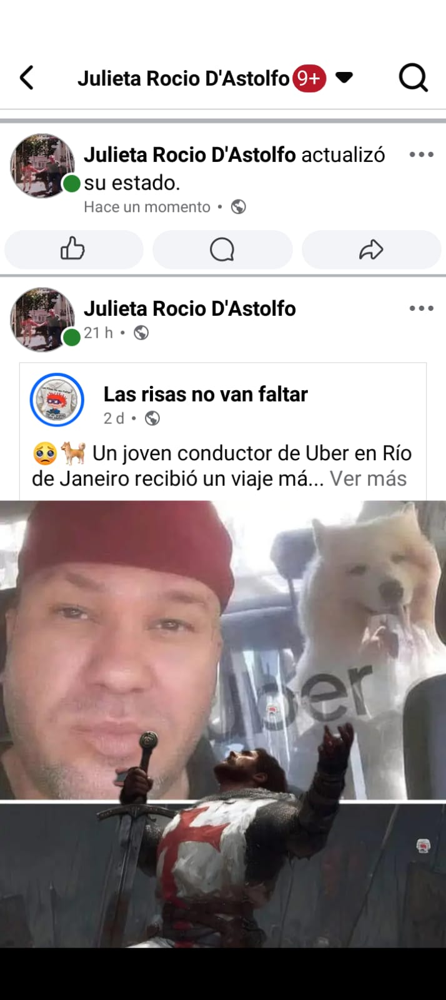 Julieta Rocio D'Astolfo 9+
Julieta Rocio D'Astolfo actualizó
su estado.
Hace un momento •
Julieta Rocio D'Astolfo
21 h •
Las risas no van faltar
2 d •
Un joven conductor de Uber en Río
de Janeiro recibió un viaje má... Ver más
uber